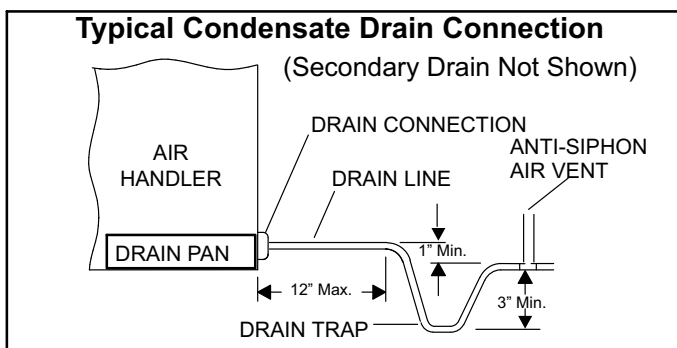 Typical Condensate Drain Connection
(Secondary Drain Not Shown)
DRAIN CONNECTION
ANTI-SIPHON
AIR VENT
AIR
HANDLER
DRAIN LINE
DRAIN PAN
1” Min.
12” Max.
3” Min.
DRAIN TRAP